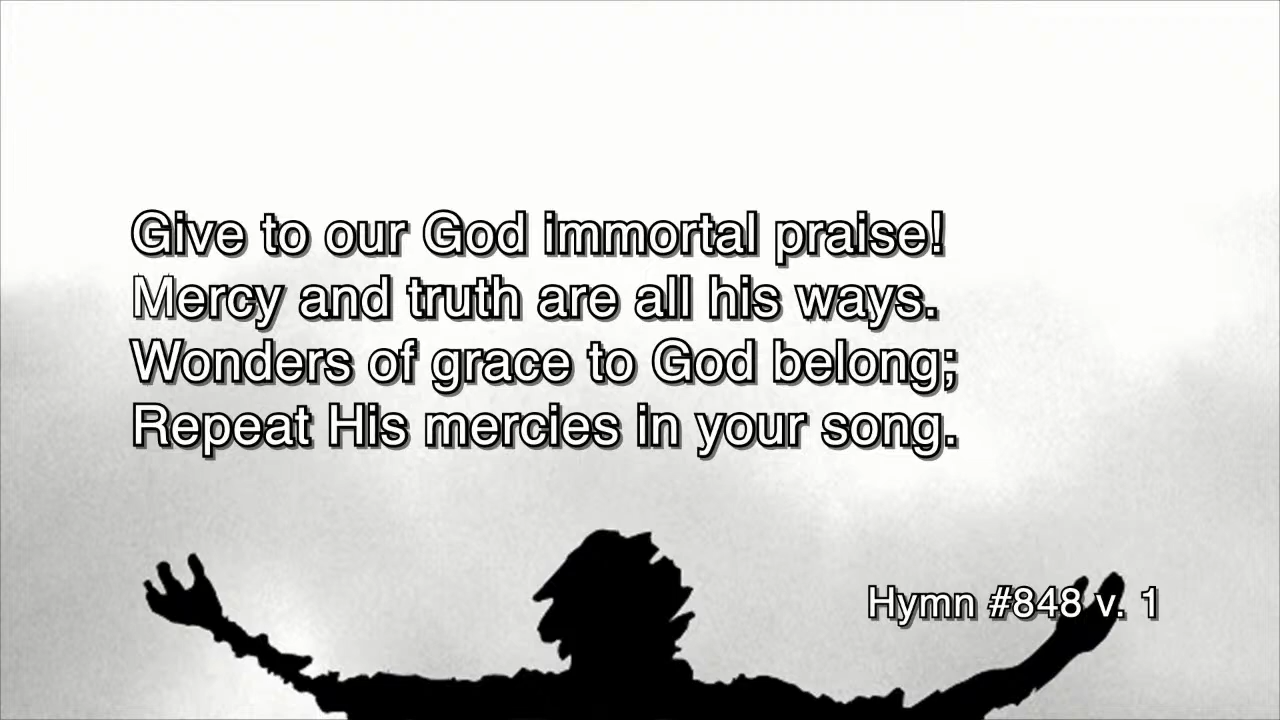 Give to our God immortal praise!
Mercy and truth are all his ways.
Wonders of grace to God belong;
Repeat His mercies in your song.
Hymn #848 v. 1